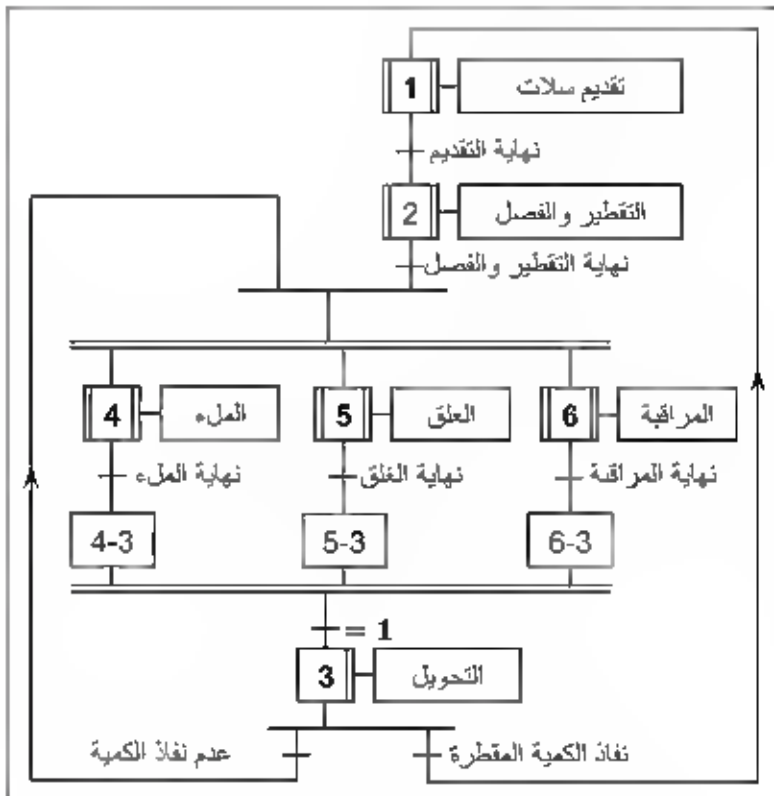 1 تقديم سلات
نهاية التقديم
2 التقطير والفصل
نهاية التقطير والفصل
4 الملء
5 الغلق
6 المراقبة
نهاية الملء
نهاية الغلق
نهاية المراقبة
4-3
5-3
6-3
= 1
3 التحويل
عدم نفاذ الكمية
نفاذ الكمية المقطرة